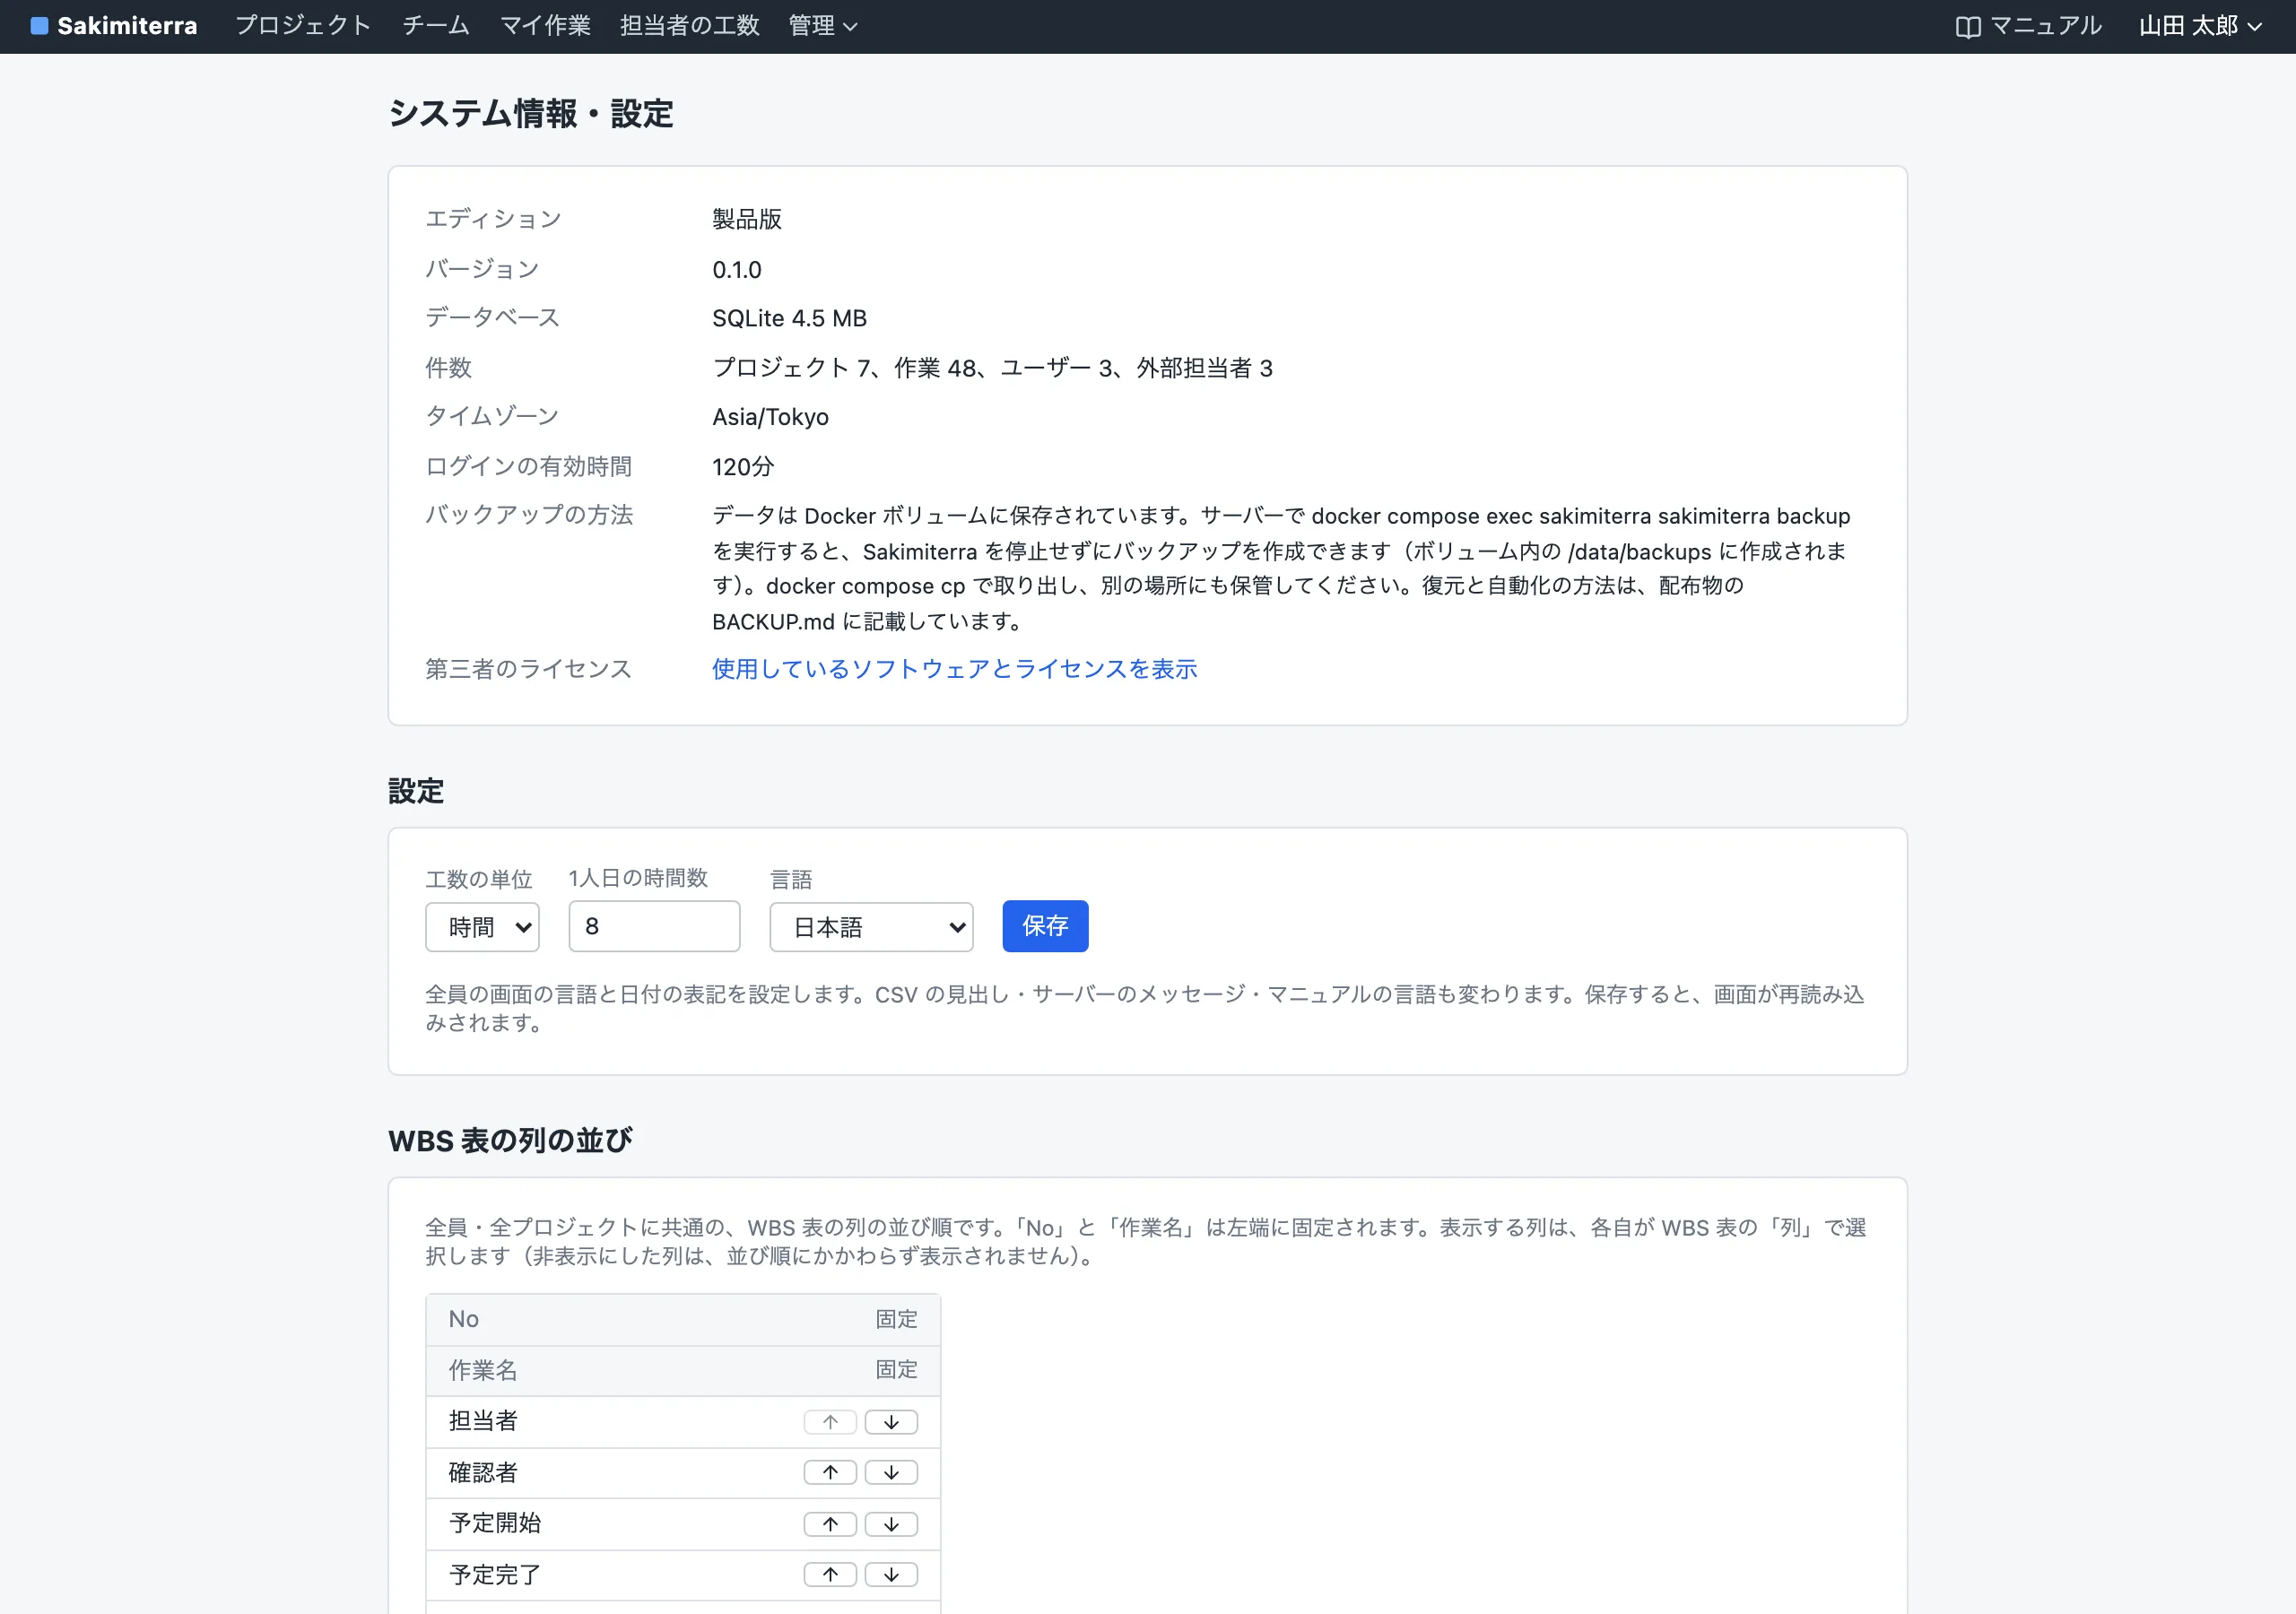 Sakimiterra プロジェクト チーム マイ作業 担当者の工数 管理 マニュアル 山田 太郎
システム情報・設定
エディション 製品版
バージョン 0.1.0
データベース SQLite 4.5 MB
件数 プロジェクト 7、作業 48、ユーザー 3、外部担当者 3
タイムゾーン Asia/Tokyo
ログインの有効時間 120分
バックアップの方法 データは Docker ボリュームに保存されています。サーバーで docker compose exec sakimiterra sakimiterra backup
を実行すると、Sakimiterra を停止せずにバックアップを作成できます（ボリューム内の /data/backups に作成されま
す）。docker compose cp で取り出し、別の場所にも保管してください。復元と自動化の方法は、配布物の
BACKUP.md に記載しています。
第三者のライセンス 使用しているソフトウェアとライセンスを表示
設定
工数の単位 1人日の時間数 言語
時間 8 日本語 保存
全員の画面の言語と日付の表記を設定します。CSV の見出し・サーバーのメッセージ・マニュアルの言語も変わります。保存すると、画面が再読み込
みされます。
WBS 表の列の並び
全員・全プロジェクトに共通の、WBS 表の列の並び順です。「No」と「作業名」は左端に固定されます。表示する列は、各自が WBS 表の「列」で選
択します（非表示にした列は、並び順にかかわらず表示されません）。
No 固定
作業名 固定
担当者 ↑ ↓
確認者 ↑ ↓
予定開始 ↑ ↓
予定完了 ↑ ↓